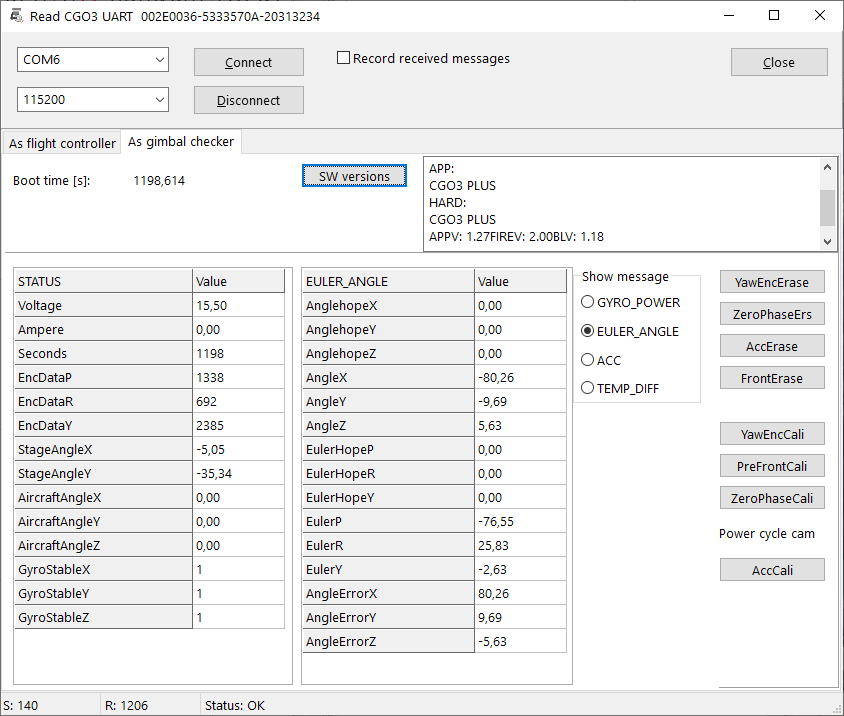 Read CGO3 UART 002E0036-5333570A-20313234
COM6
Connect
Record received messages
Close
115200
Disconnect
As flight controller
As gimbal checker
Boot time [s]: 1198,614
SW versions
APP:
CGO3 PLUS
HARD:
CGO3 PLUS
APPV: 1.27FIREV: 2.00BLV: 1.18
STATUS Value
Voltage 15,50
Ampere 0,00
Seconds 1198
EncDataP 1338
EncDataR 692
EncDataY 2385
StageAngleX -5,05
StageAngleY -35,34
AircraftAngleX 0,00
AircraftAngleY 0,00
AircraftAngleZ 0,00
GyroStableX 1
GyroStableY 1
GyroStableZ 1
EULER_ANGLE Value
AnglehopeX 0,00
AnglehopeY 0,00
AnglehopeZ 0,00
AngleX -80,26
AngleY -9,69
AngleZ 5,63
EulerHopeP 0,00
EulerHopeR 0,00
EulerHopeY 0,00
EulerP -76,55
EulerR 25,83
EulerY -2,63
AngleErrorX 80,26
AngleErrorY 9,69
AngleErrorZ -5,63
Show message
GYRO_POWER
EULER_ANGLE
ACC
TEMP_DIFF
YawEncErase
ZeroPhaseErs
AccErase
FrontErase
YawEncCali
PreFrontCali
ZeroPhaseCali
Power cycle cam
AccCali
S: 140
R: 1206
Status: OK